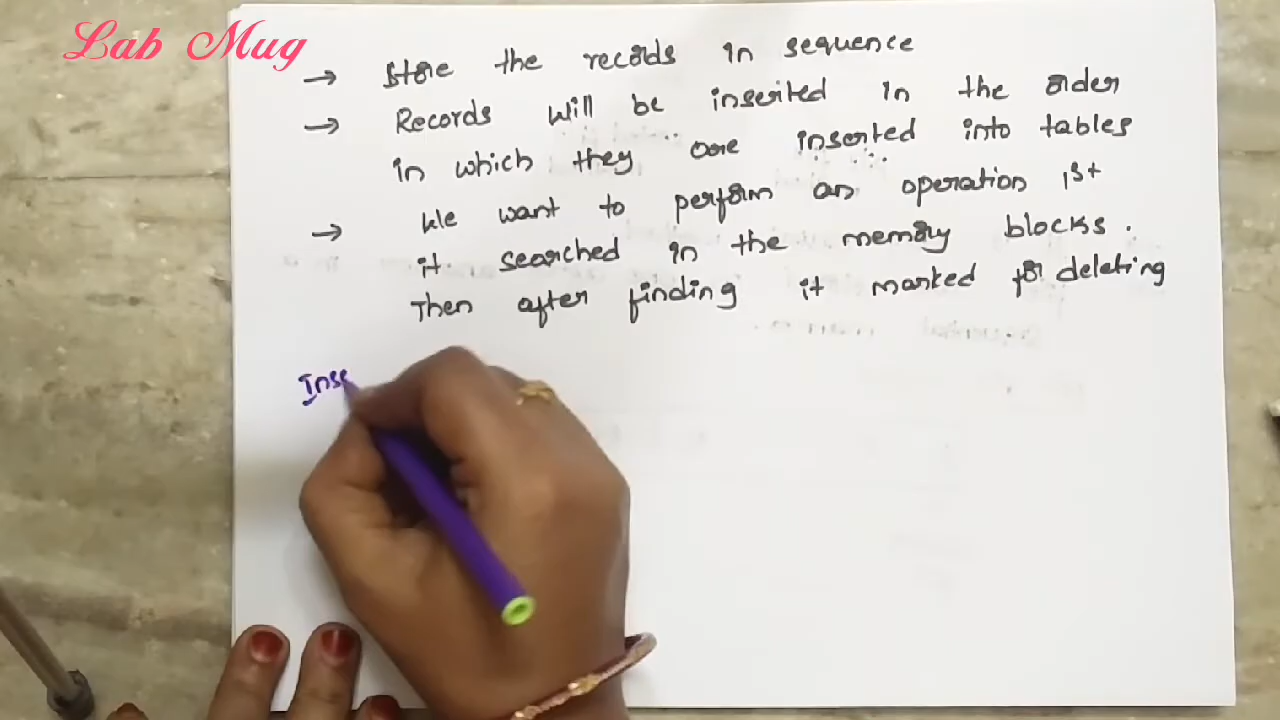 Lab Mug
→ Store the records in sequence
→ Records will be inserted in the order
in which they are inserted into tables
→ We want to perform an operation 1st
it searched in the memory blocks.
Then after finding it marked for deleting
Inse